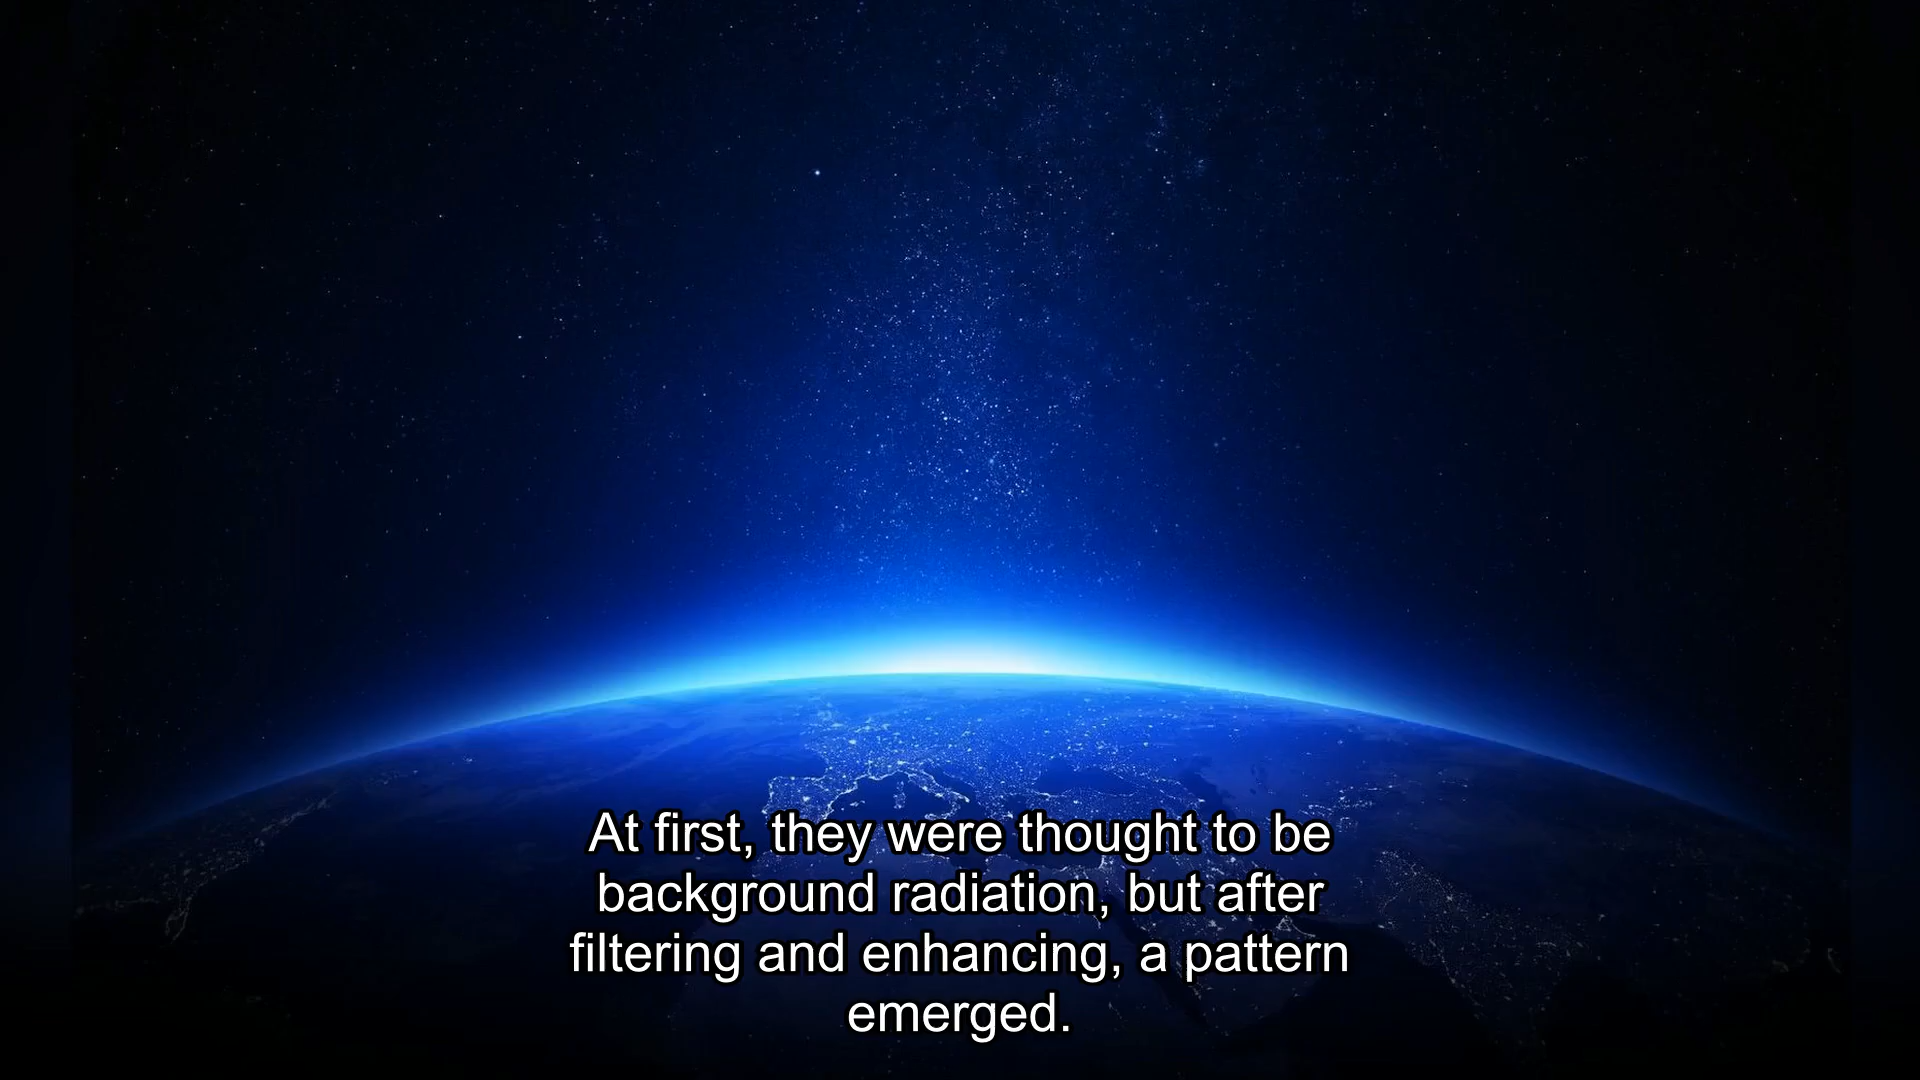 At first, they were thought to be
background radiation, but after
filtering and enhancing, a pattern
emerged.